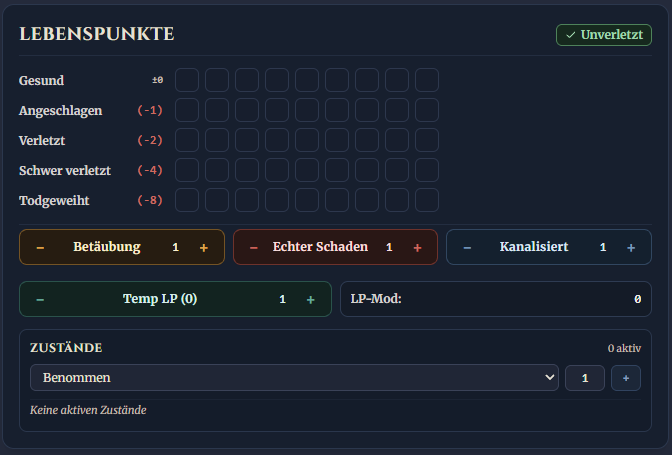 LEBENSPUNKTE
✓ Unverletzt
Gesund ±0
Angeschlagen (-1)
Verletzt (-2)
Schwer verletzt (-4)
Todgeweiht (-8)
− Betäubung 1 +
− Echter Schaden 1 +
− Kanalisiert 1 +
− Temp LP (0) 1 +
LP-Mod: 0
ZUSTÄNDE 0 aktiv
Benommen 1 +
Keine aktiven Zustände